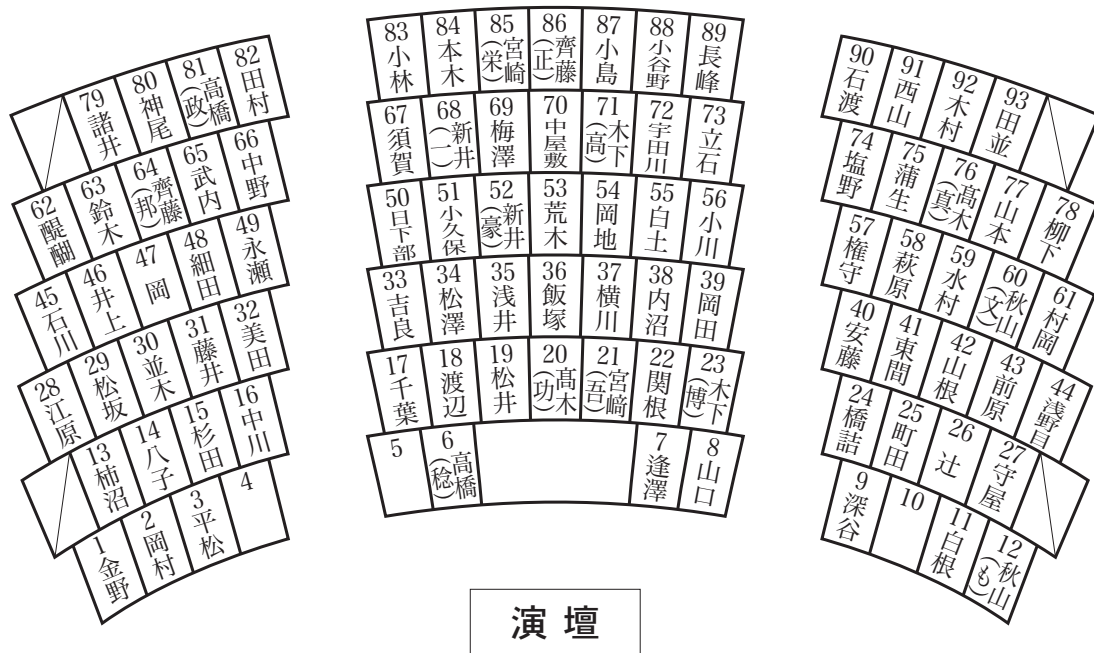 83 小林
84 本木
85 宮崎(栄)
86 齊藤(正)
87 小島
88 小谷野
89 長峰
79 諸井
80 神尾
81 高橋(政)
82 田村
90 石渡
91 西山
92 木村
93 田並
67 須賀
68 新井(一)
69 梅澤
70 中屋敷
71 木下(高)
72 宇田川
73 立石
62 醍醐
63 鈴木
64 齊藤(邦)
65 武内
66 中野
74 塩野
75 蒲生
76 髙木(真)
77 山本
78 柳下
50 日下部
51 小久保
52 新井(豪)
53 荒木
54 岡地
55 白土
56 小川
45 石川
46 井上
47 岡
48 細田
49 永瀬
57 権守
58 萩原
59 水村
60 秋山(文)
61 村岡
33 吉良
34 松澤
35 浅井
36 飯塚
37 横川
38 内沼
39 岡田
28 江原
29 松坂
30 並木
31 藤井
32 美田
40 安藤
41 東間
42 山根
43 前原
44 浅野目
17 千葉
18 渡辺
19 松井
20 髙木(功)
21 宮﨑(吾)
22 関根
23 木下(博)
13 柿沼
14 八子
15 杉田
16 中川
24 橋詰
25 町田
26 辻
27 守屋
5
6 高橋(稔)
7 逢澤
8 山口
1 金野
2 岡村
3 平松
4
9 深谷
10
11 白根
12 秋山(も)
演壇